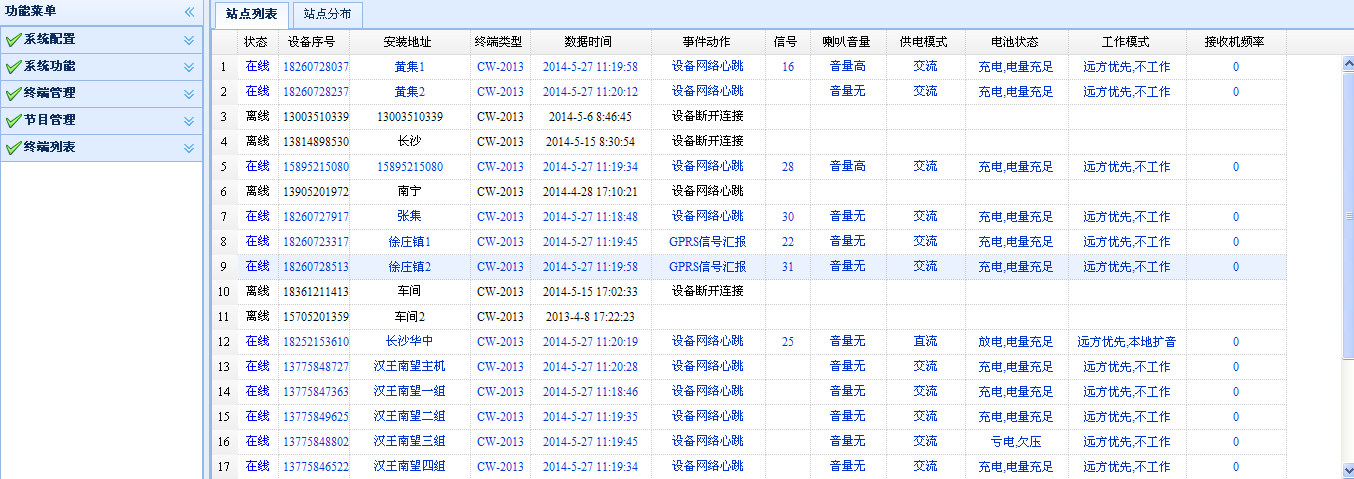 功能菜单
系统配置
系统功能
终端管理
节目管理
终端列表
站点列表 站点分布
状态 设备序号 安装地址 终端类型 数据时间 事件动作 信号 喇叭音量 供电模式 电池状态 工作模式 接收机频率
1 在线 18260728037 黄集1 CW-2013 2014-5-27 11:19:58 设备网络心跳 16 音量高 交流 充电,电量充足 远方优先,不工作 0
2 在线 18260728237 黄集2 CW-2013 2014-5-27 11:20:12 设备网络心跳 音量无 交流 充电,电量充足 远方优先,不工作 0
3 离线 13003510339 13003510339 CW-2013 2014-5-6 8:46:45 设备断开连接
4 离线 13814898530 长沙 CW-2013 2014-5-15 8:30:54 设备断开连接
5 在线 15895215080 15895215080 CW-2013 2014-5-27 11:19:34 设备网络心跳 28 音量高 交流 充电,电量充足 远方优先,不工作 0
6 离线 13905201972 南宁 CW-2013 2014-4-28 17:10:21 设备网络心跳
7 在线 18260727917 张集 CW-2013 2014-5-27 11:18:48 设备网络心跳 30 音量无 交流 充电,电量充足 远方优先,不工作 0
8 在线 18260723317 徐庄镇1 CW-2013 2014-5-27 11:19:45 GPRS信号汇报 22 音量无 交流 充电,电量充足 远方优先,不工作 0
9 在线 18260728513 徐庄镇2 CW-2013 2014-5-27 11:19:58 GPRS信号汇报 31 音量无 交流 充电,电量充足 远方优先,不工作 0
10 离线 18361211413 车间 CW-2013 2014-5-15 17:02:33 设备断开连接
11 离线 15705201359 车间2 CW-2013 2013-4-8 17:22:23
12 在线 18252153610 长沙华中 CW-2013 2014-5-27 11:20:19 设备网络心跳 25 音量无 直流 放电,电量充足 远方优先,本地扩音 0
13 在线 13775848727 汉王南望主机 CW-2013 2014-5-27 11:20:28 设备网络心跳 音量无 交流 充电,电量充足 远方优先,不工作 0
14 在线 13775847363 汉王南望一组 CW-2013 2014-5-27 11:18:46 设备网络心跳 音量无 交流 充电,电量充足 远方优先,不工作 0
15 在线 13775849625 汉王南望二组 CW-2013 2014-5-27 11:19:35 设备网络心跳 音量无 交流 充电,电量充足 远方优先,不工作 0
16 在线 13775848802 汉王南望三组 CW-2013 2014-5-27 11:19:45 设备网络心跳 音量无 交流 亏电,欠压 远方优先,不工作 0
17 在线 13775846522 汉王南望四组 CW-2013 2014-5-27 11:19:34 设备网络心跳 音量无 交流 充电,电量充足 远方优先,不工作 0